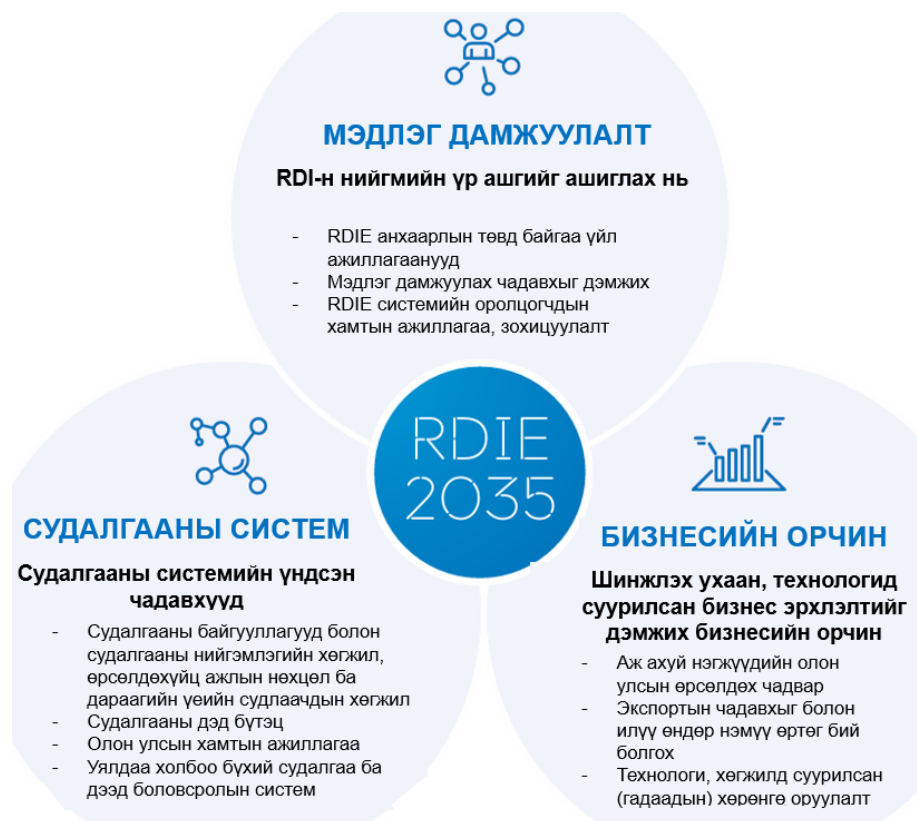 МЭДЛЭГ ДАМЖУУЛАЛТ
RDI-н нийгмийн үр ашгийг ашиглах нь
- RDIE анхаарлын төвд байгаа үйл
ажиллагаанууд
- Мэдлэг дамжуулах чадавхыг дэмжих
- RDIE системийн оролцогчдын
хамтын ажиллагаа, зохицуулалт
RDIE
2035
СУДАЛГААНЫ СИСТЕМ
Судалгааны системийн үндсэн
чадавхууд
- Судалгааны байгууллагууд болон
судалгааны нийгэмлэгийн хөгжил,
өрсөлдөхүйц ажлын нөхцөл ба
дараагийн үеийн судлаачдын хөгжил
- Судалгааны дэд бүтэц
- Олон улсын хамтын ажиллагаа
- Уялдаа холбоо бүхий судалгаа ба
дээд боловсролын систем
БИЗНЕСИЙН ОРЧИН
Шинжлэх ухаан, технологид
суурилсан бизнес эрхлэлтийг
дэмжих бизнесийн орчин
- Аж ахуй нэгжүүдийн олон
улсын өрсөлдөх чадвар
- Экспортын чадавхыг болон
илүү өндөр нэмүү өртөг бий
болгох
- Технологи, хөгжилд суурилсан
(гадаадын) хөрөнгө оруулалт